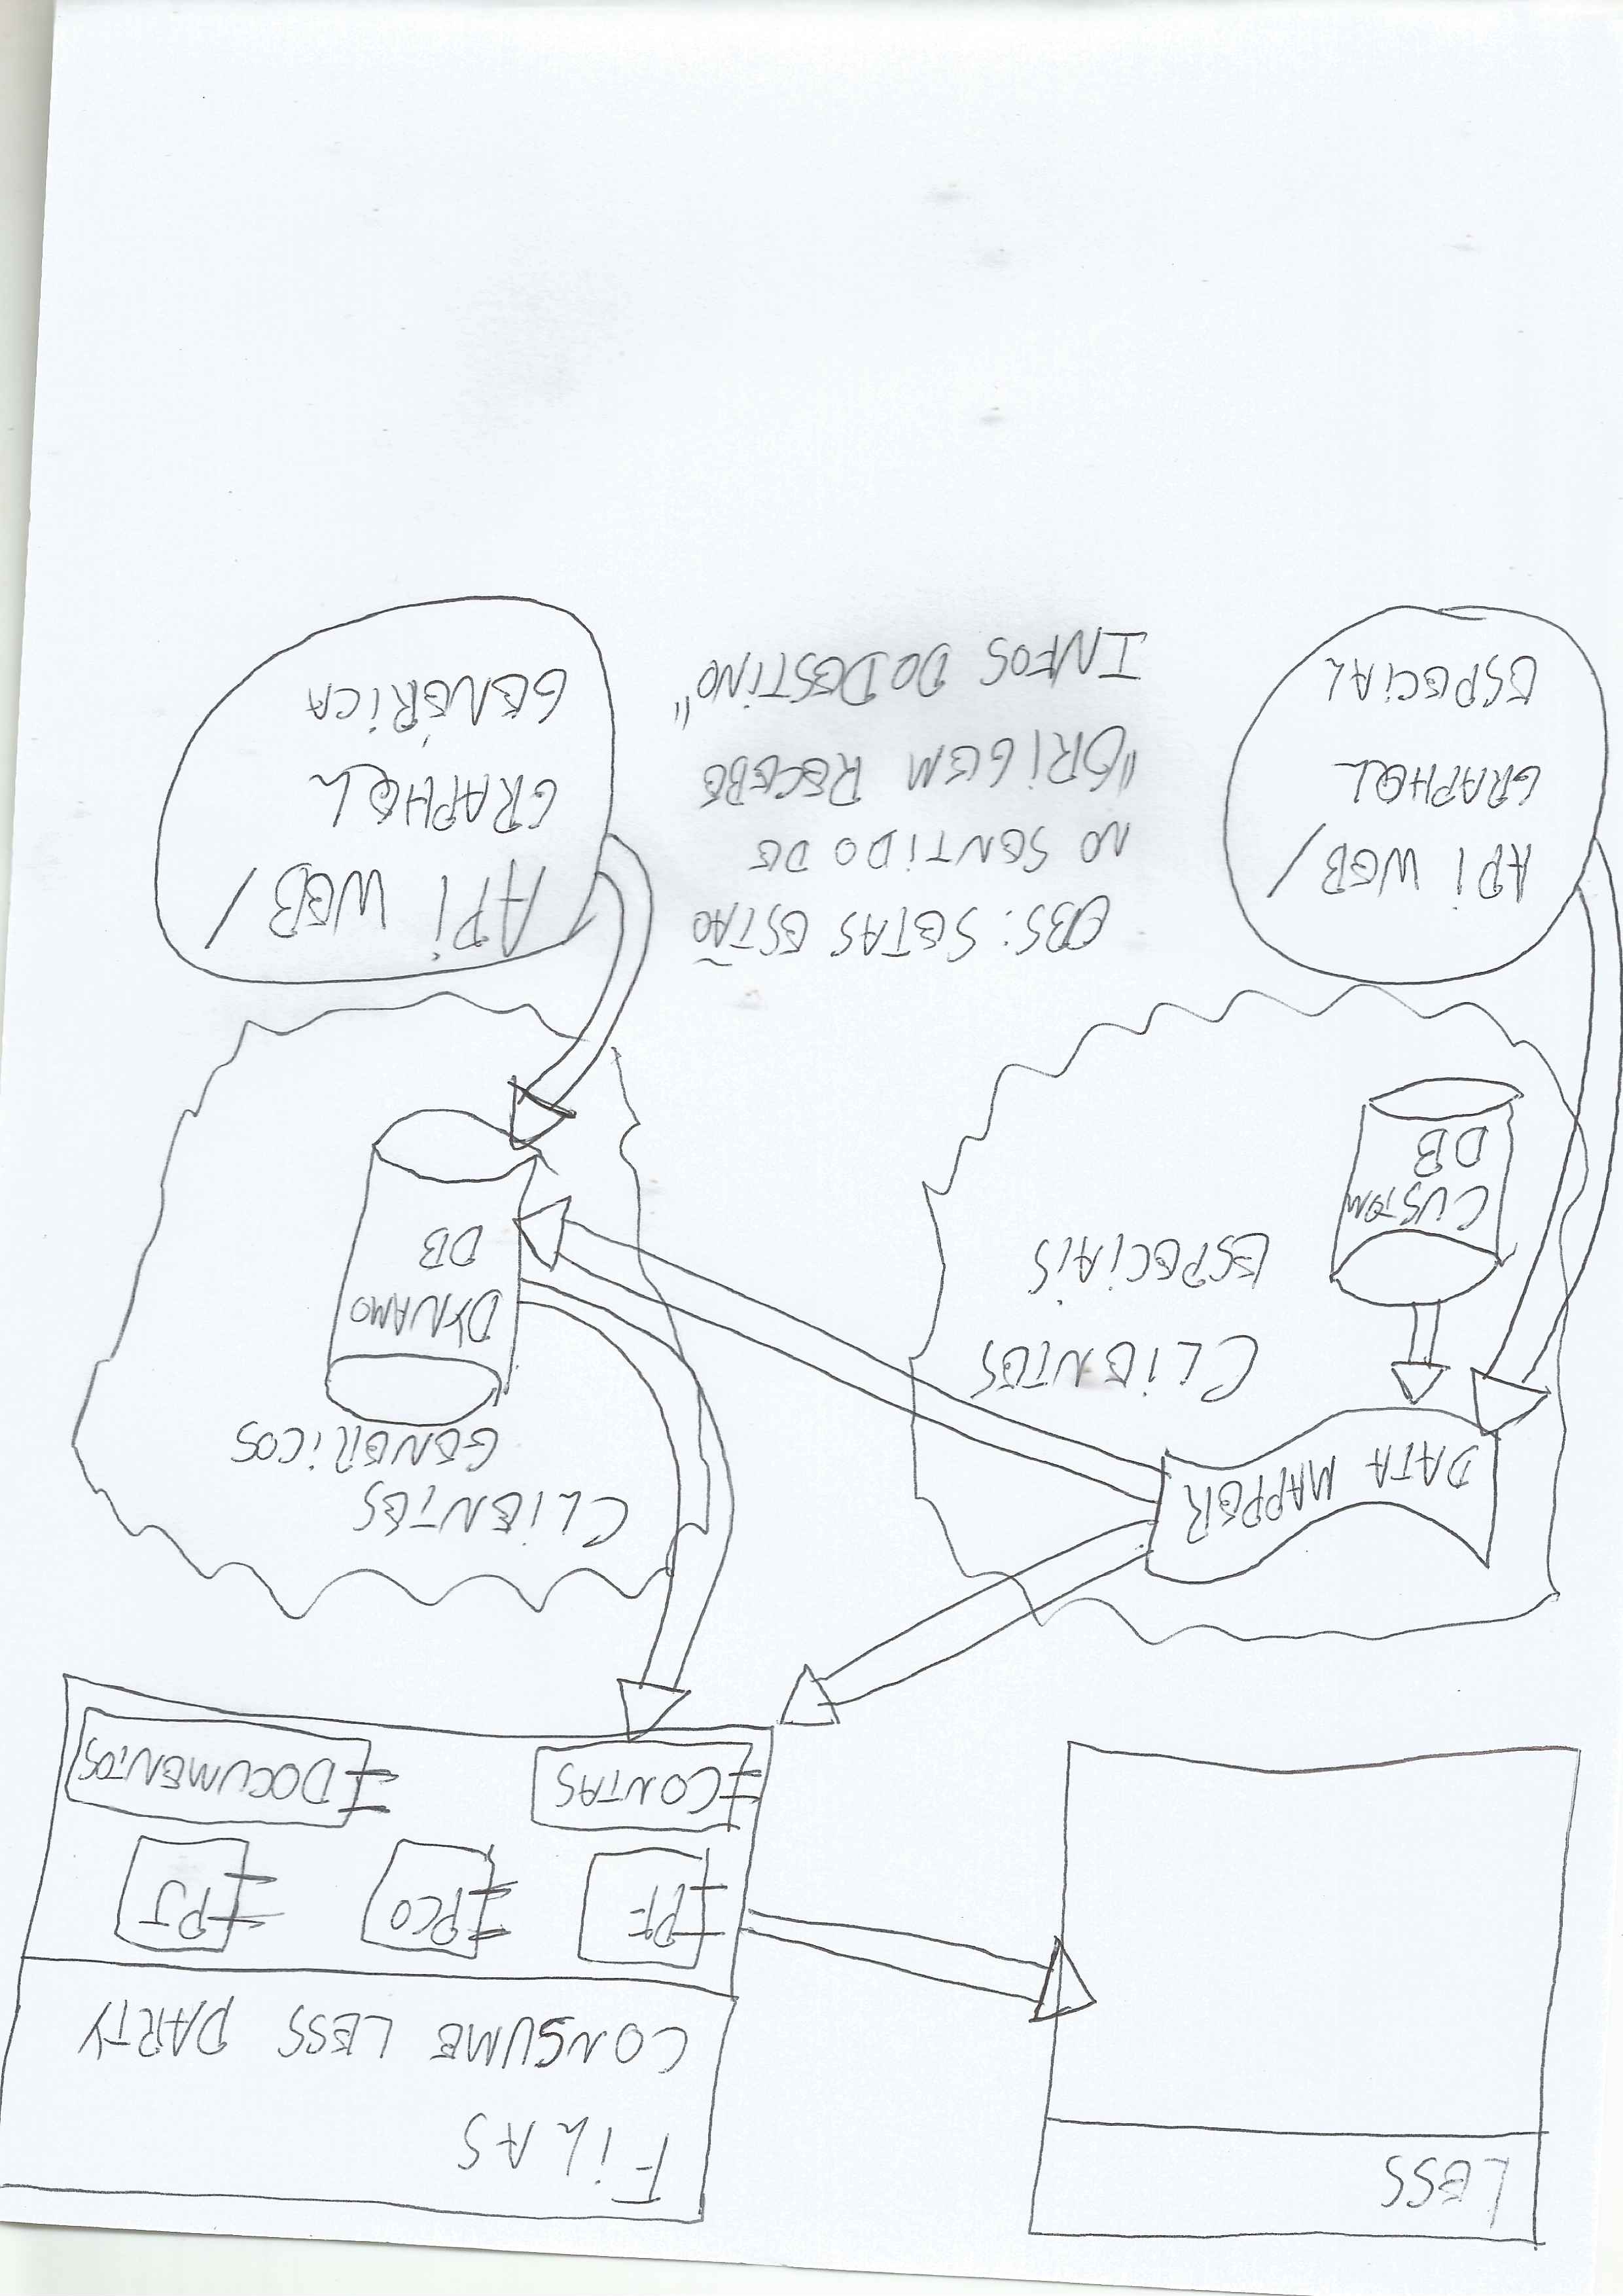 LESS
FILAS
CONSUME LESS PARTY
PF
PCO
PJ
CONTAS
DOCUMENTOS
DATA MAPPER
CLIENTES
ESPECIAIS
CUSTOM
DB
CLIENTES
GENERICOS
DYNAMO
DB
API WEB/
GRAPHQL
ESPECIAL
OBS: SETAS ESTÃO
NO SENTIDO DE
"ORIGEM RECEBE
INFOS DO DESTINO"
API WEB/
GRAPHQL
GENÉRICA